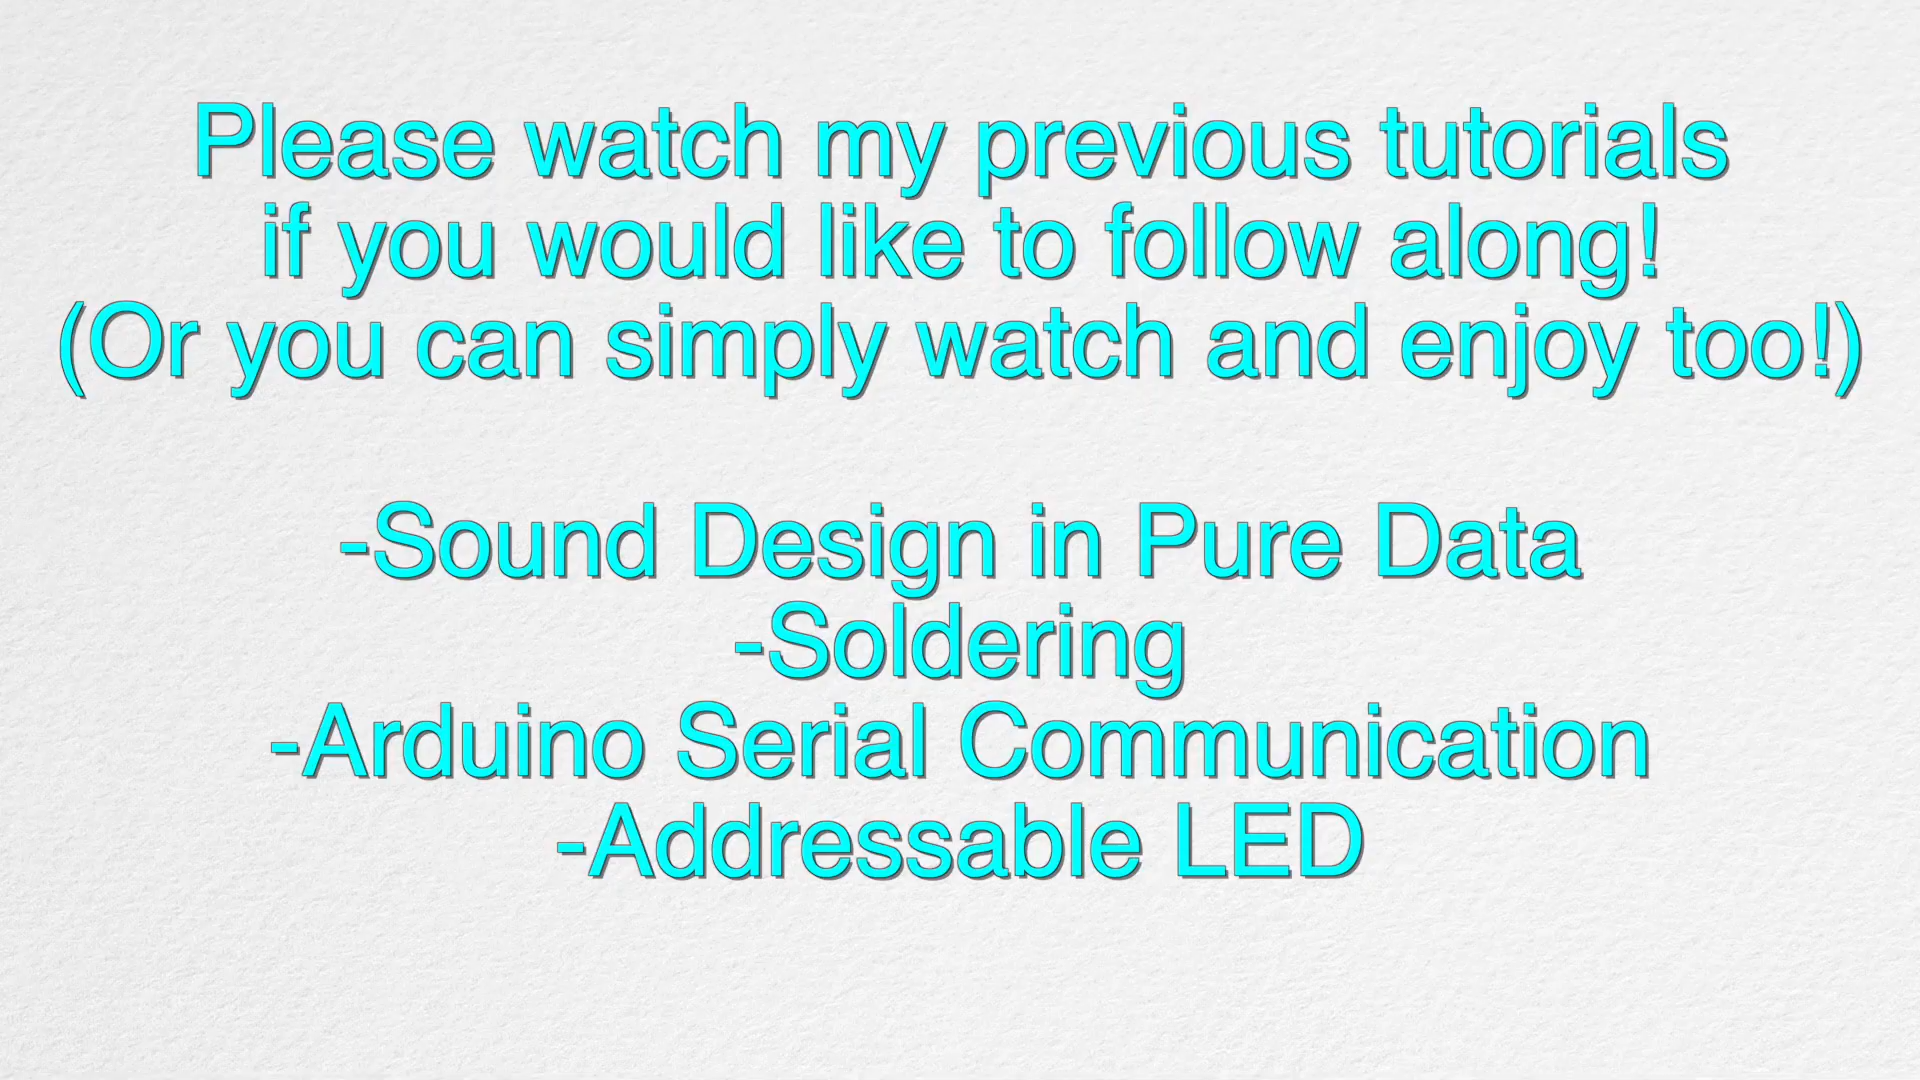 Please watch my previous tutorials
if you would like to follow along!
(Or you can simply watch and enjoy too!)
-Sound Design in Pure Data
-Soldering
-Arduino Serial Communication
-Addressable LED